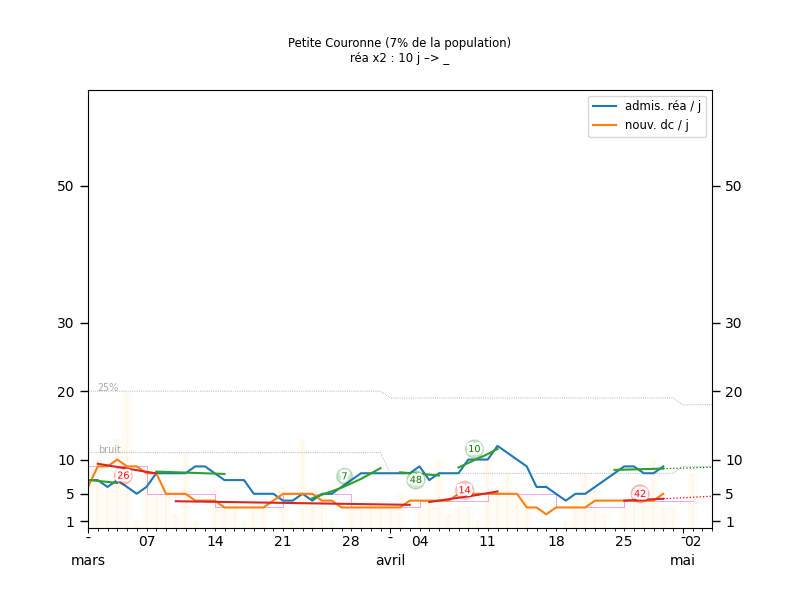 Petite Couronne (7% de la population)
réa x2 : 10 j –> _
admis. réa / j
nouv. dc / j
50 50
30 30
20 20
25%
bruit
10 10
5 5
1 1
26
7
48
10
14
42
- 07 14 21 28 - 04 11 18 25 - 02
mars avril mai